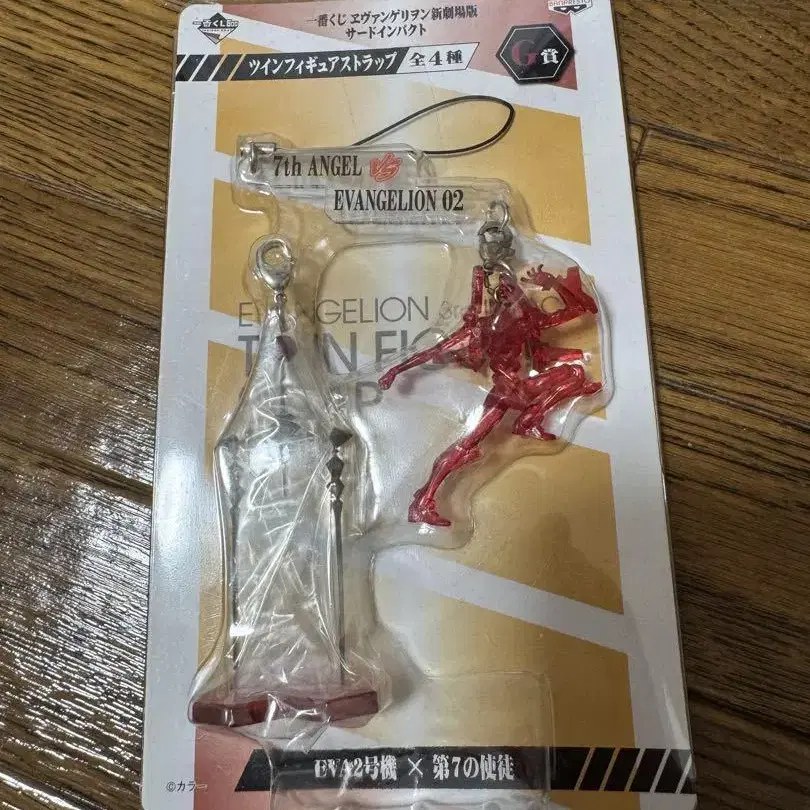 一番くじ
一番くじ ヱヴァンゲリヲン新劇場版
サードインパクト
BANPRESTO
ツインフィギュアストラップ 全4種
G賞
7th ANGEL VS
EVANGELION 02
EVANGELION
TWIN FIGURE
EVA2号機 × 第7の使徒
©カラー